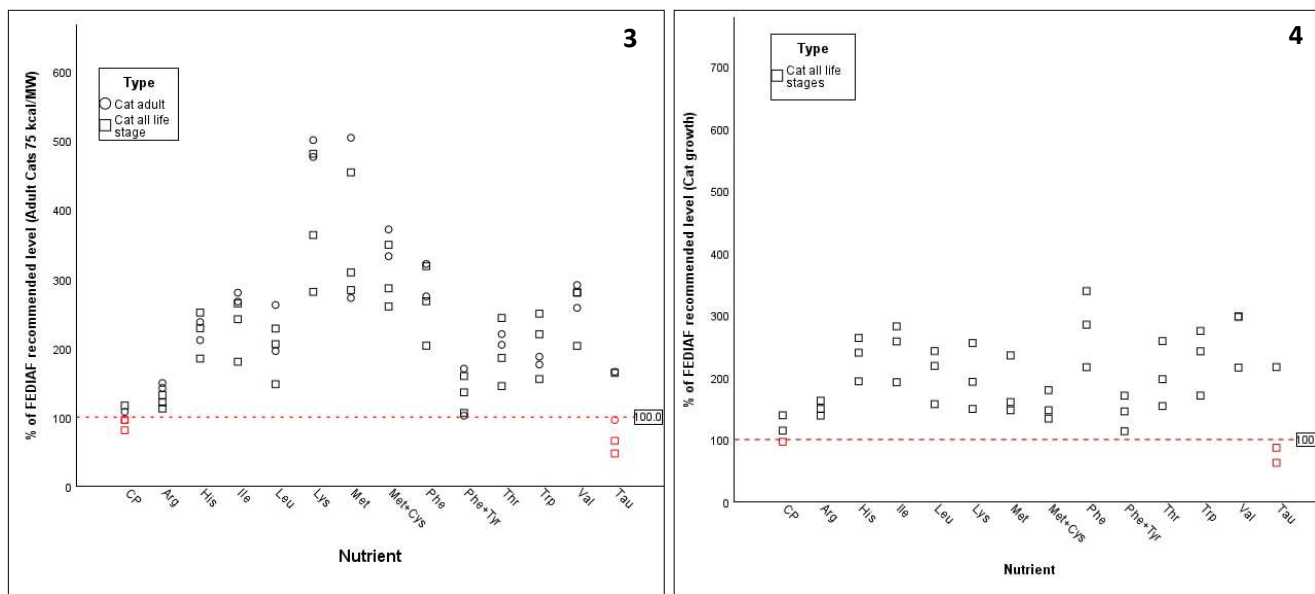 3
% of FEDIAF recommended level (Adult Cats 75 kcal/MW)
600
500
400
300
200
100
0
Type
Cat adult
Cat all life
stage
100.0
CP
Arg
His
Ile
Leu
Lys
Met
Met+Cys
Phe
Phe+Tyr
Thr
Trp
Val
Tau
Nutrient
4
% of FEDIAF recommended level (Cat growth)
700
600
500
400
300
200
100
0
Type
Cat all life
stages
100
CP
Arg
His
Ile
Leu
Lys
Met
Met+Cys
Phe
Phe+Tyr
Thr
Trp
Val
Tau
Nutrient